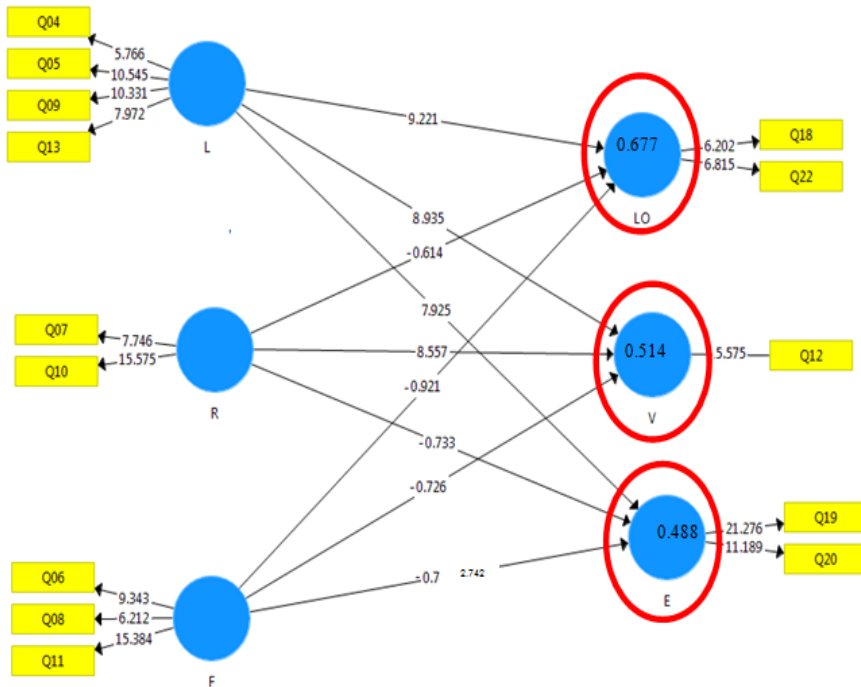 Q04
5.766
Q05
10.545
Q09
10.331
7.972
Q13
L
9.221
0.677
6.202
Q18
6.815
Q22
LO
8.935
-0.614
7.925
Q07
7.746
15.575
Q10
R
8.557
0.514
5.575
Q12
V
-0.921
-0.733
-0.726
0.488
21.276
Q19
11.189
Q20
E
-0.7
2.742
Q06
9.343
Q08
6.212
15.384
Q11
F